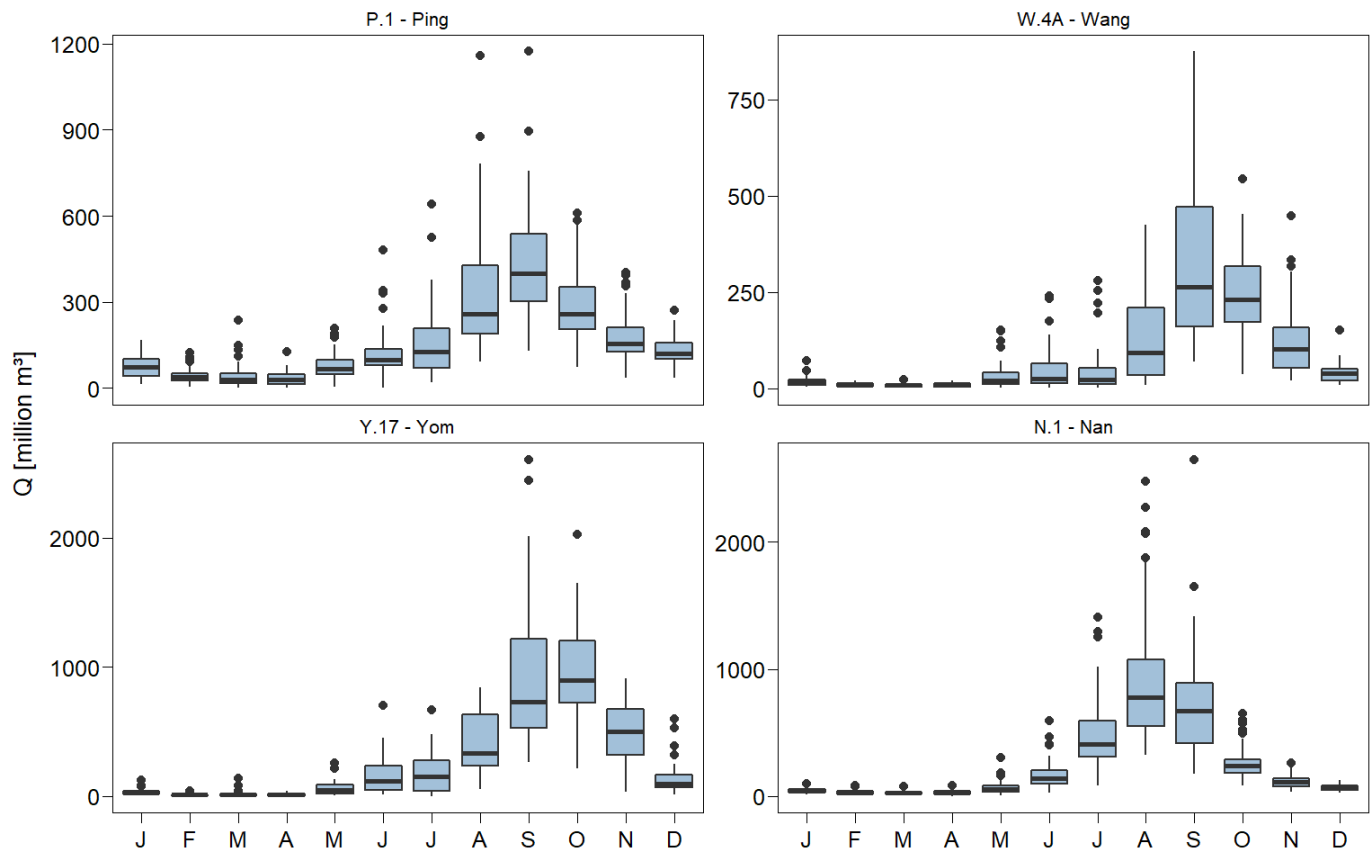 P.1 - Ping
W.4A - Wang
1200
900
600
300
0
750
500
250
0
Q [million m³]
Y.17 - Yom
N.1 - Nan
2000
1000
0
2000
1000
0
J F M A M J J A S O N D
J F M A M J J A S O N D